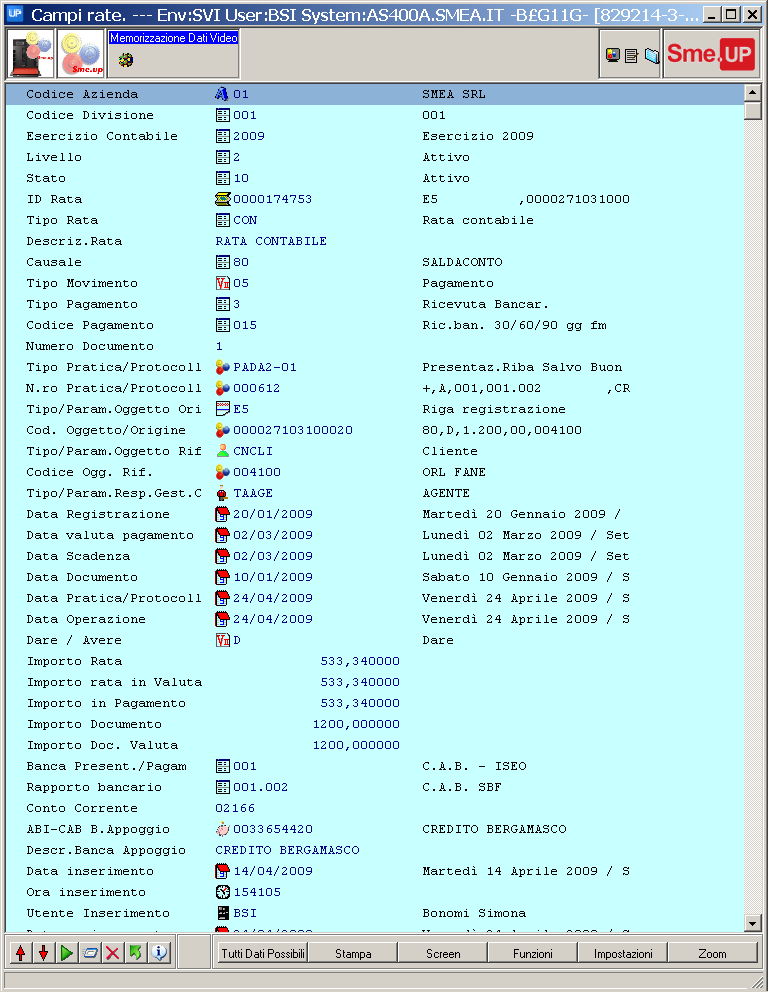 UP Campi rate. --- Env:SVI User:BSI System:AS400A.SMEA.IT -B£G11G- [829214-3-...
Sme.up Sme.up Memorizzazione Dati Video Sme.UP
Codice Azienda 01 SMEA SRL
Codice Divisione 001 001
Esercizio Contabile 2009 Esercizio 2009
Livello 2 Attivo
Stato 10 Attivo
ID Rata 0000174753 E5 ,0000271031000
Tipo Rata CON Rata contabile
Descriz.Rata RATA CONTABILE
Causale 80 SALDACONTO
Tipo Movimento 05 Pagamento
Tipo Pagamento 3 Ricevuta Bancar.
Codice Pagamento 015 Ric.ban. 30/60/90 gg fm
Numero Documento 1
Tipo Pratica/Protocoll PADA2-01 Presentaz.Riba Salvo Buon
N.ro Pratica/Protocoll 000612 +,A,001,001.002 ,CR
Tipo/Param.Oggetto Ori E5 Riga registrazione
Cod. Oggetto/Origine 000027103100020 80,D,1.200,00,004100
Tipo/Param.Oggetto Rif CNCLI Cliente
Codice Ogg. Rif. 004100 ORL FANE
Tipo/Param.Resp.Gest.C TAAGE AGENTE
Data Registrazione 20/01/2009 Martedì 20 Gennaio 2009 /
Data valuta pagamento 02/03/2009 Lunedì 02 Marzo 2009 / Set
Data Scadenza 02/03/2009 Lunedì 02 Marzo 2009 / Set
Data Documento 10/01/2009 Sabato 10 Gennaio 2009 / S
Data Pratica/Protocoll 24/04/2009 Venerdì 24 Aprile 2009 / S
Data Operazione 24/04/2009 Venerdì 24 Aprile 2009 / S
Dare / Avere D Dare
Importo Rata 533,340000
Importo rata in Valuta 533,340000
Importo in Pagamento 533,340000
Importo Documento 1200,000000
Importo Doc. Valuta 1200,000000
Banca Present./Pagam 001 C.A.B. - ISEO
Rapporto bancario 001.002 C.A.B. SBF
Conto Corrente 02166
ABI-CAB B.Appoggio 0033654420 CREDITO BERGAMASCO
Descr.Banca Appoggio CREDITO BERGAMASCO
Data inserimento 14/04/2009 Martedì 14 Aprile 2009 / S
Ora inserimento 154105
Utente Inserimento BSI Bonomi Simona
Tutti Dati Possibili Stampa Screen Funzioni Impostazioni Zoom